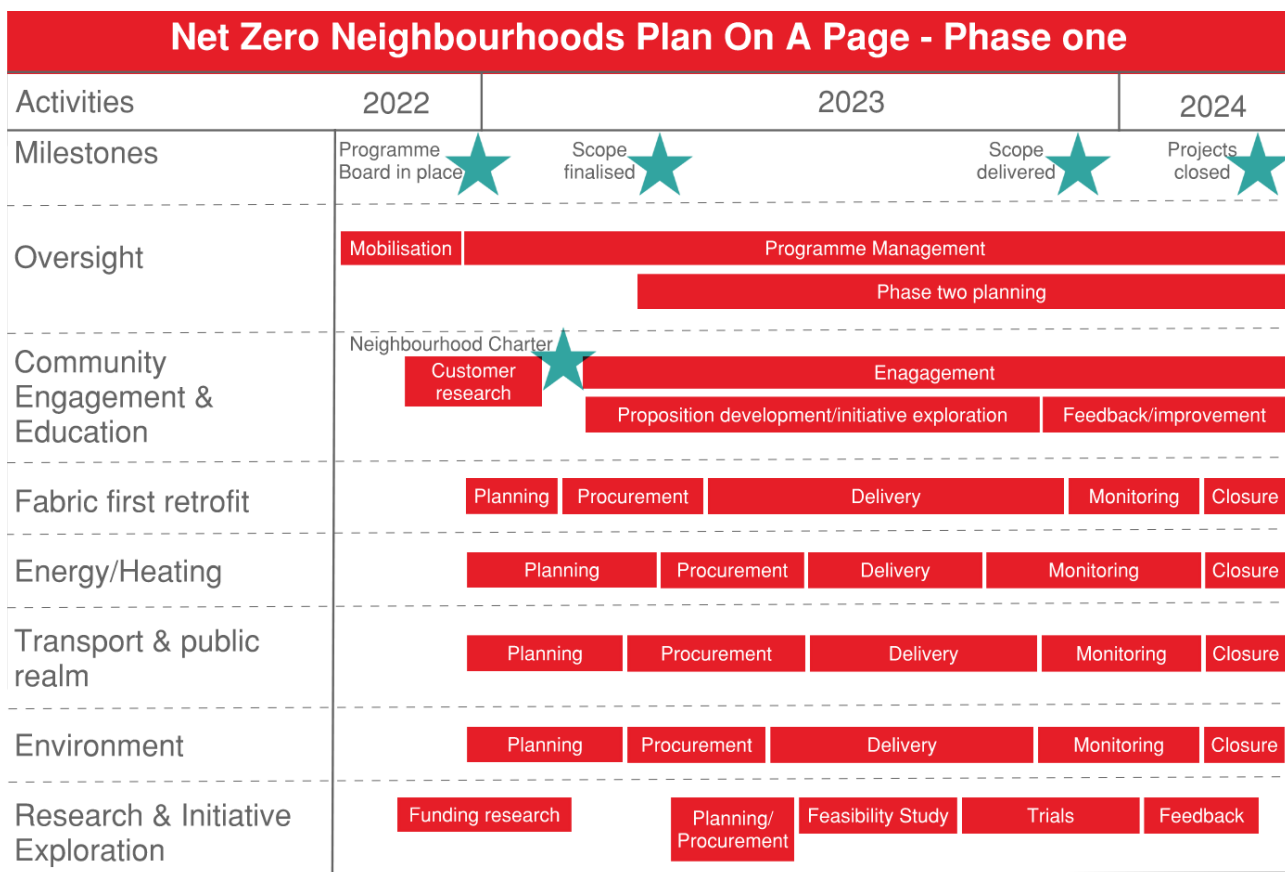 Net Zero Neighbourhoods Plan On A Page - Phase one
Activities
2022
2023
2024
Milestones
Programme
Board in place
Scope
finalised
Scope
delivered
Projects
closed
Oversight
Mobilisation
Programme Management
Phase two planning
Community
Engagement &
Education
Neighbourhood Charter
Customer
research
Enagagement
Proposition development/initiative exploration
Feedback/improvement
Fabric first retrofit
Planning
Procurement
Delivery
Monitoring
Closure
Energy/Heating
Planning
Procurement
Delivery
Monitoring
Closure
Transport & public
realm
Planning
Procurement
Delivery
Monitoring
Closure
Environment
Planning
Procurement
Delivery
Monitoring
Closure
Research & Initiative
Exploration
Funding research
Planning/
Procurement
Feasibility Study
Trials
Feedback